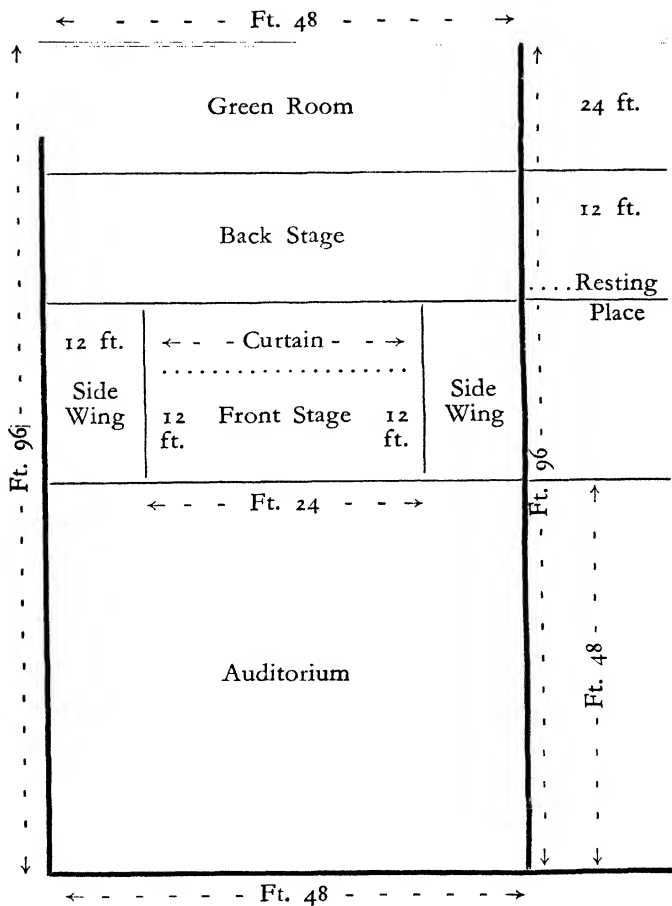 ← - - - - Ft. 48 - - - - →
Green Room
24 ft.
12 ft.
Back Stage
.... Resting
Place
12 ft.
← - - Curtain - - →
Side
Wing
Side
Wing
12
ft.
Front Stage
12
ft.
Ft. 96
Ft. 96
← - - Ft. 24 - - - →
Ft. 48
Auditorium
← - - - - - Ft. 48 - - - - - →